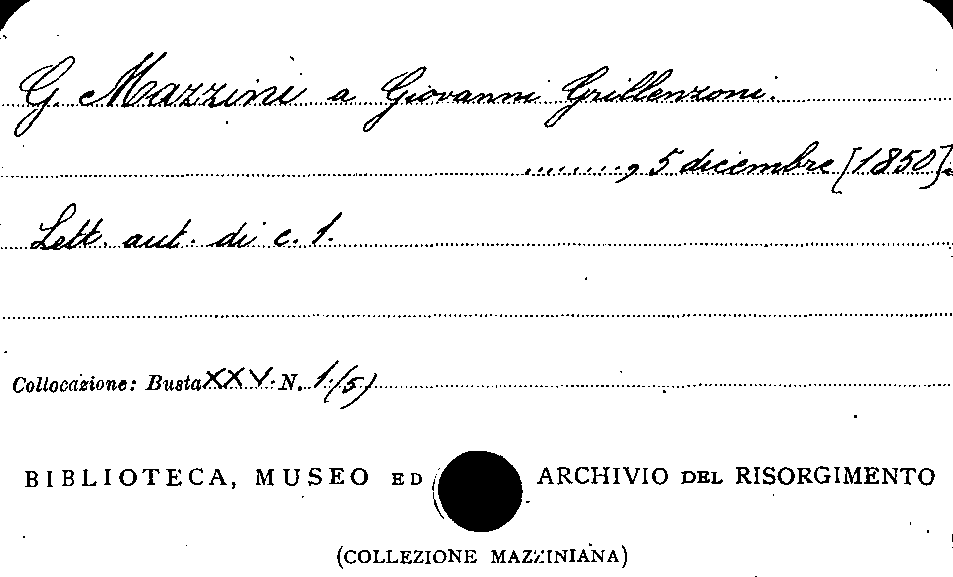 G. Mazzini a Giovanni Grillenzoni.
........, 5 dicembre [1850].
Lett. aut. di c. 1.
Collocazione: Busta XXV. N. 1.(5)
BIBLIOTECA, MUSEO ED ARCHIVIO DEL RISORGIMENTO
(COLLEZIONE MAZZINIANA)